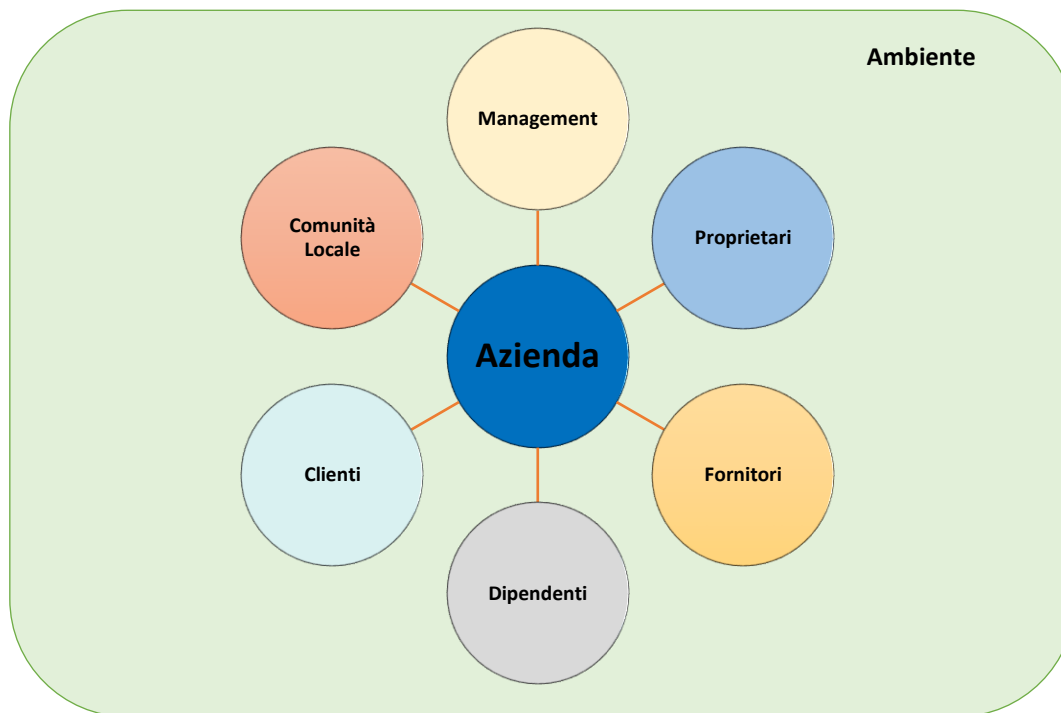 Ambiente
Management
Comunità
Locale
Proprietari
Azienda
Clienti
Fornitori
Dipendenti